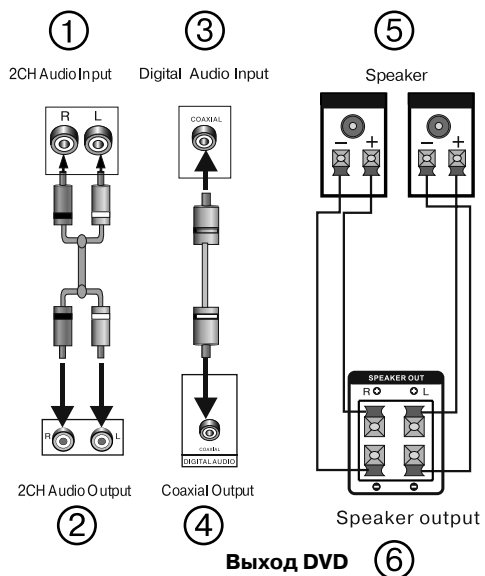 ① ③ ⑤
2CH Audio Input Digital Audio Input Speaker
R L
COAXIAL
− + − +
SPEAKER OUT
R L
R L
COAXIAL
DIGITAL AUDIO
2CH Audio Output Coaxial Output
Speaker output
② ④ ⑥
Выход DVD